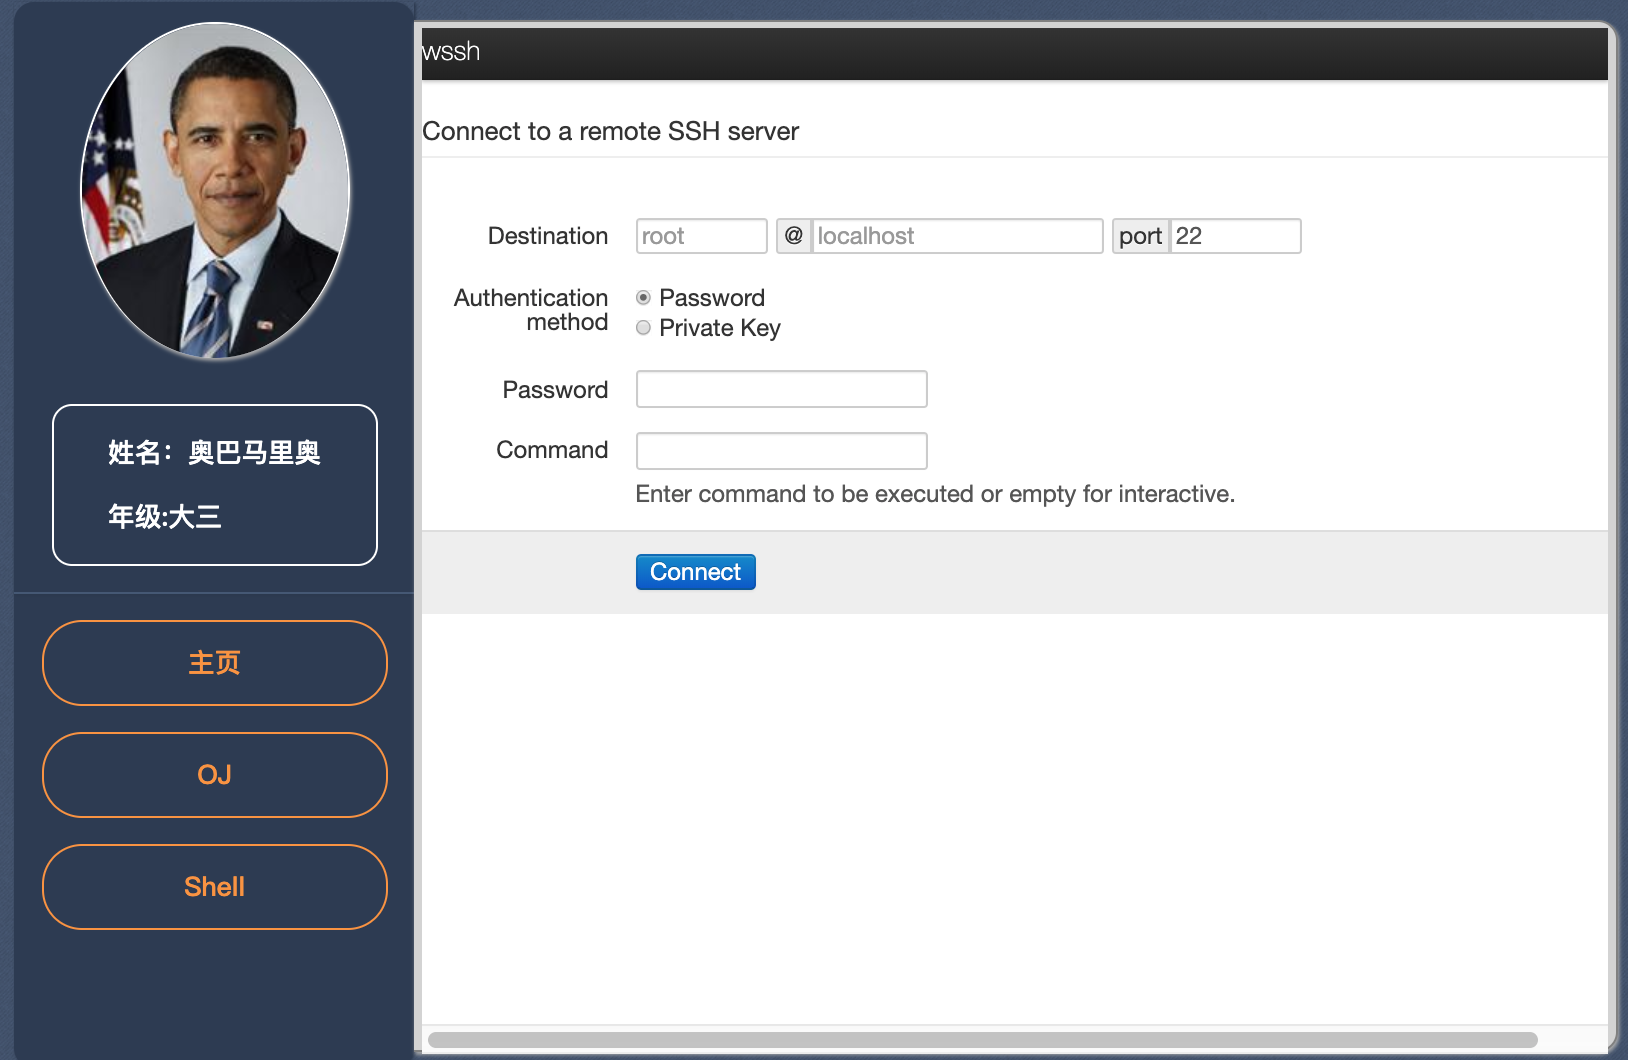 姓名：奥巴马里奥
年级:大三
主页
OJ
Shell
wssh
Connect to a remote SSH server
Destination root @ localhost port 22
Authentication method
Password
Private Key
Password
Command
Enter command to be executed or empty for interactive.
Connect